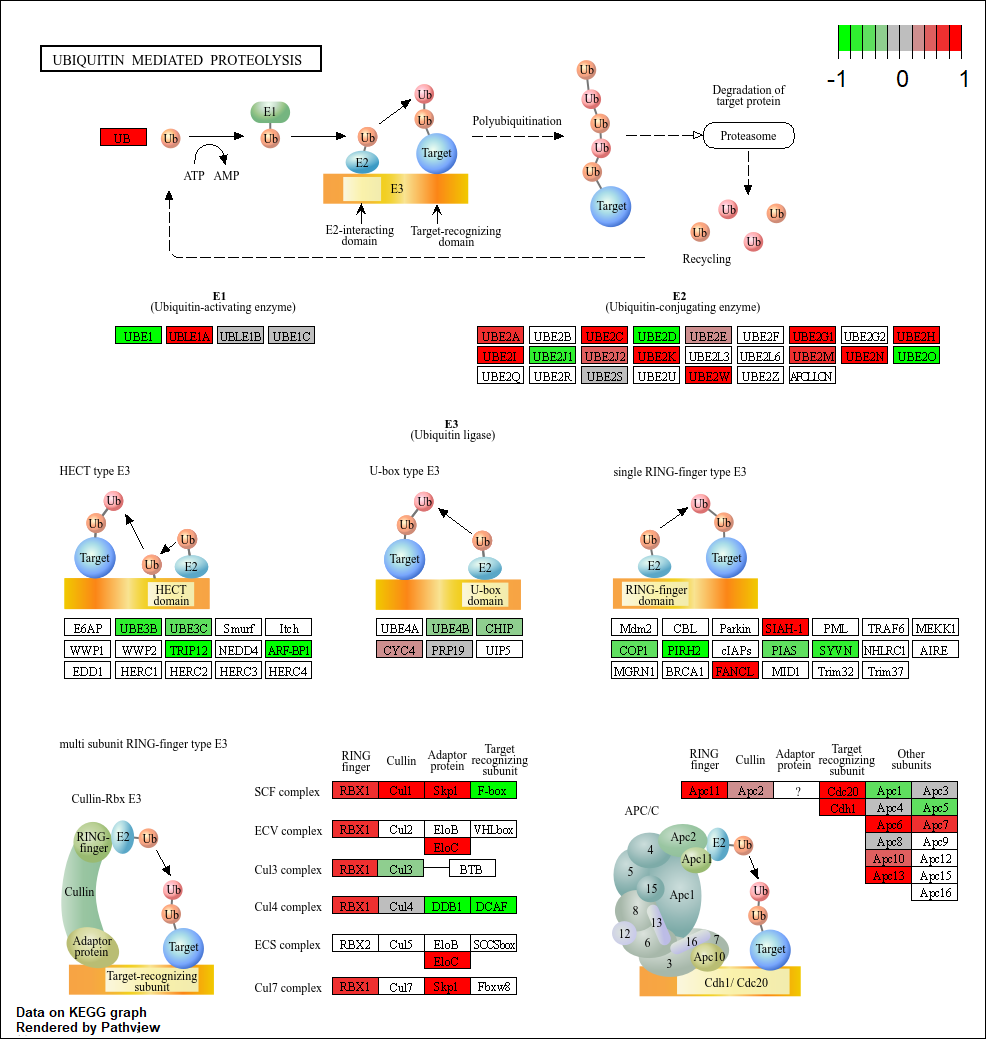 UBIQUITIN MEDIATED PROTEOLYSIS
-1 0 1
UB
Ub
ATP AMP
E1
Ub
Ub
E2
Ub
Ub
Target
E3
E2-interacting domain
Target-recognizing domain
Polyubiquitination
Ub
Ub
Ub
Ub
Ub
Target
Degradation of target protein
Proteasome
Ub
Ub
Ub
Ub
Recycling
E1
(Ubiquitin-activating enzyme)
UBE1 UBLE1A UBLE1B UBE1C
E2
(Ubiquitin-conjugating enzyme)
UBE2A UBE2B UBE2C UBE2D UBE2E UBE2F UBE2G1 UBE2G2 UBE2H
UBE2I UBE2J1 UBE2J2 UBE2K UBE2L3 UBE2L6 UBE2M UBE2N UBE2O
UBE2Q UBE2R UBE2S UBE2U UBE2W UBE2Z AFCLLCN
E3
(Ubiquitin ligase)
HECT type E3
Ub
Ub
Target
Ub
Ub
E2
HECT domain
E6AP UBE3B UBE3C Smurf Itch
WWP1 WWP2 TRIP12 NEDD4 ARF-BP1
EDD1 HERC1 HERC2 HERC3 HERC4
U-box type E3
Ub
Ub
Target
Ub
E2
U-box domain
UBE4A UBE4B CHIP
CYC4 PRP19 UIP5
single RING-finger type E3
Ub
E2
Ub
Ub
Target
RING-finger domain
Mdm2 CBL Parkin SIAH-1 PML TRAF6 MEKK1
COP1 PIRH2 cIAPs PIAS SYVN NHLRC1 AIRE
MGRN1 BRCA1 FANCL MID1 Trim32 Trim37
multi subunit RING-finger type E3
Cullin-Rbx E3
RING-finger
E2
Ub
Cullin
Ub
Ub
Adaptor protein
Target
Target-recognizing subunit
RING finger Cullin Adaptor protein Target recognizing subunit
SCF complex RBX1 Cul1 Skp1 F-box
ECV complex RBX1 Cul2 EloB VHLbox
EloC
Cul3 complex RBX1 Cul3 BTB
Cul4 complex RBX1 Cul4 DDB1 DCAF
ECS complex RBX2 Cul5 EloB SOCSbox
EloC
Cul7 complex RBX1 Cul7 Skp1 Fbxw8
RING finger Cullin Adaptor protein Target recognizing subunit Other subunits
Apc11 Apc2 ? Cdc20 Apc1 Apc3
Cdh1 Apc4 Apc5
Apc6 Apc7
Apc8 Apc9
Apc10 Apc12
Apc13 Apc15
Apc16
APC/C
Apc2
E2
Ub
4
Apc11
5
15
Apc1
8
13
12
6
16
7
3
Apc10
Ub
Ub
Target
Cdh1/ Cdc20
Data on KEGG graph
Rendered by Pathview